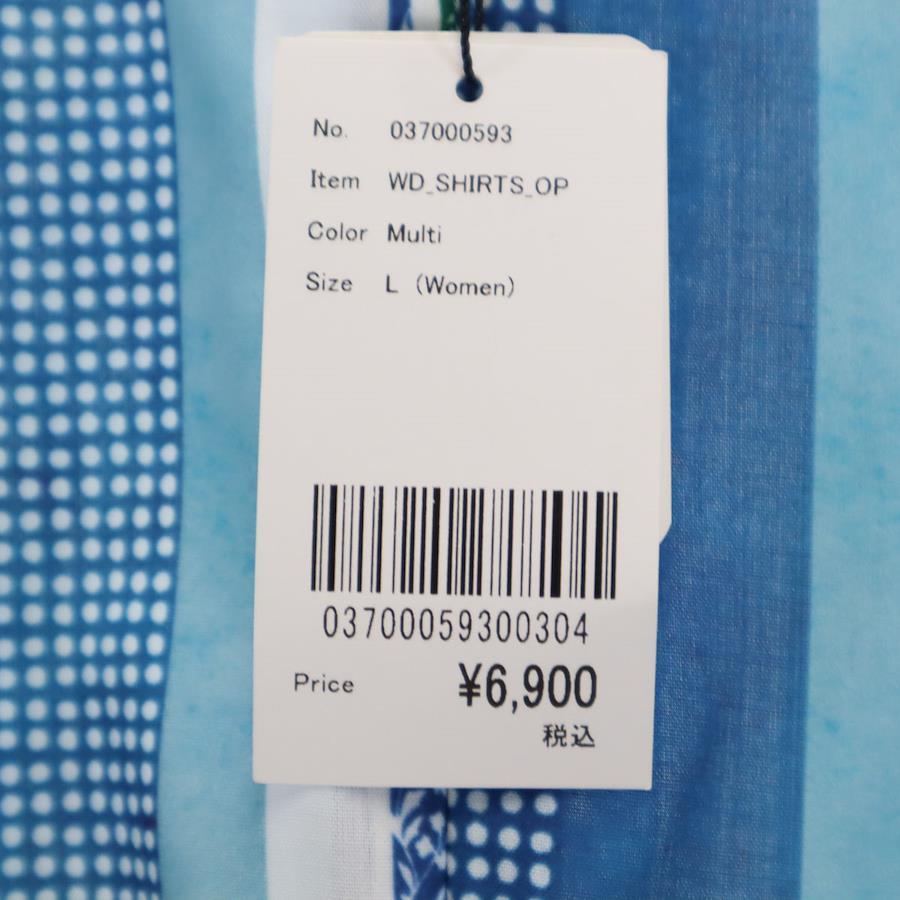 No. 037000593
Item WD_SHIRTS_OP
Color Multi
Size L (Women)
03700059300304
Price ¥6,900
税込